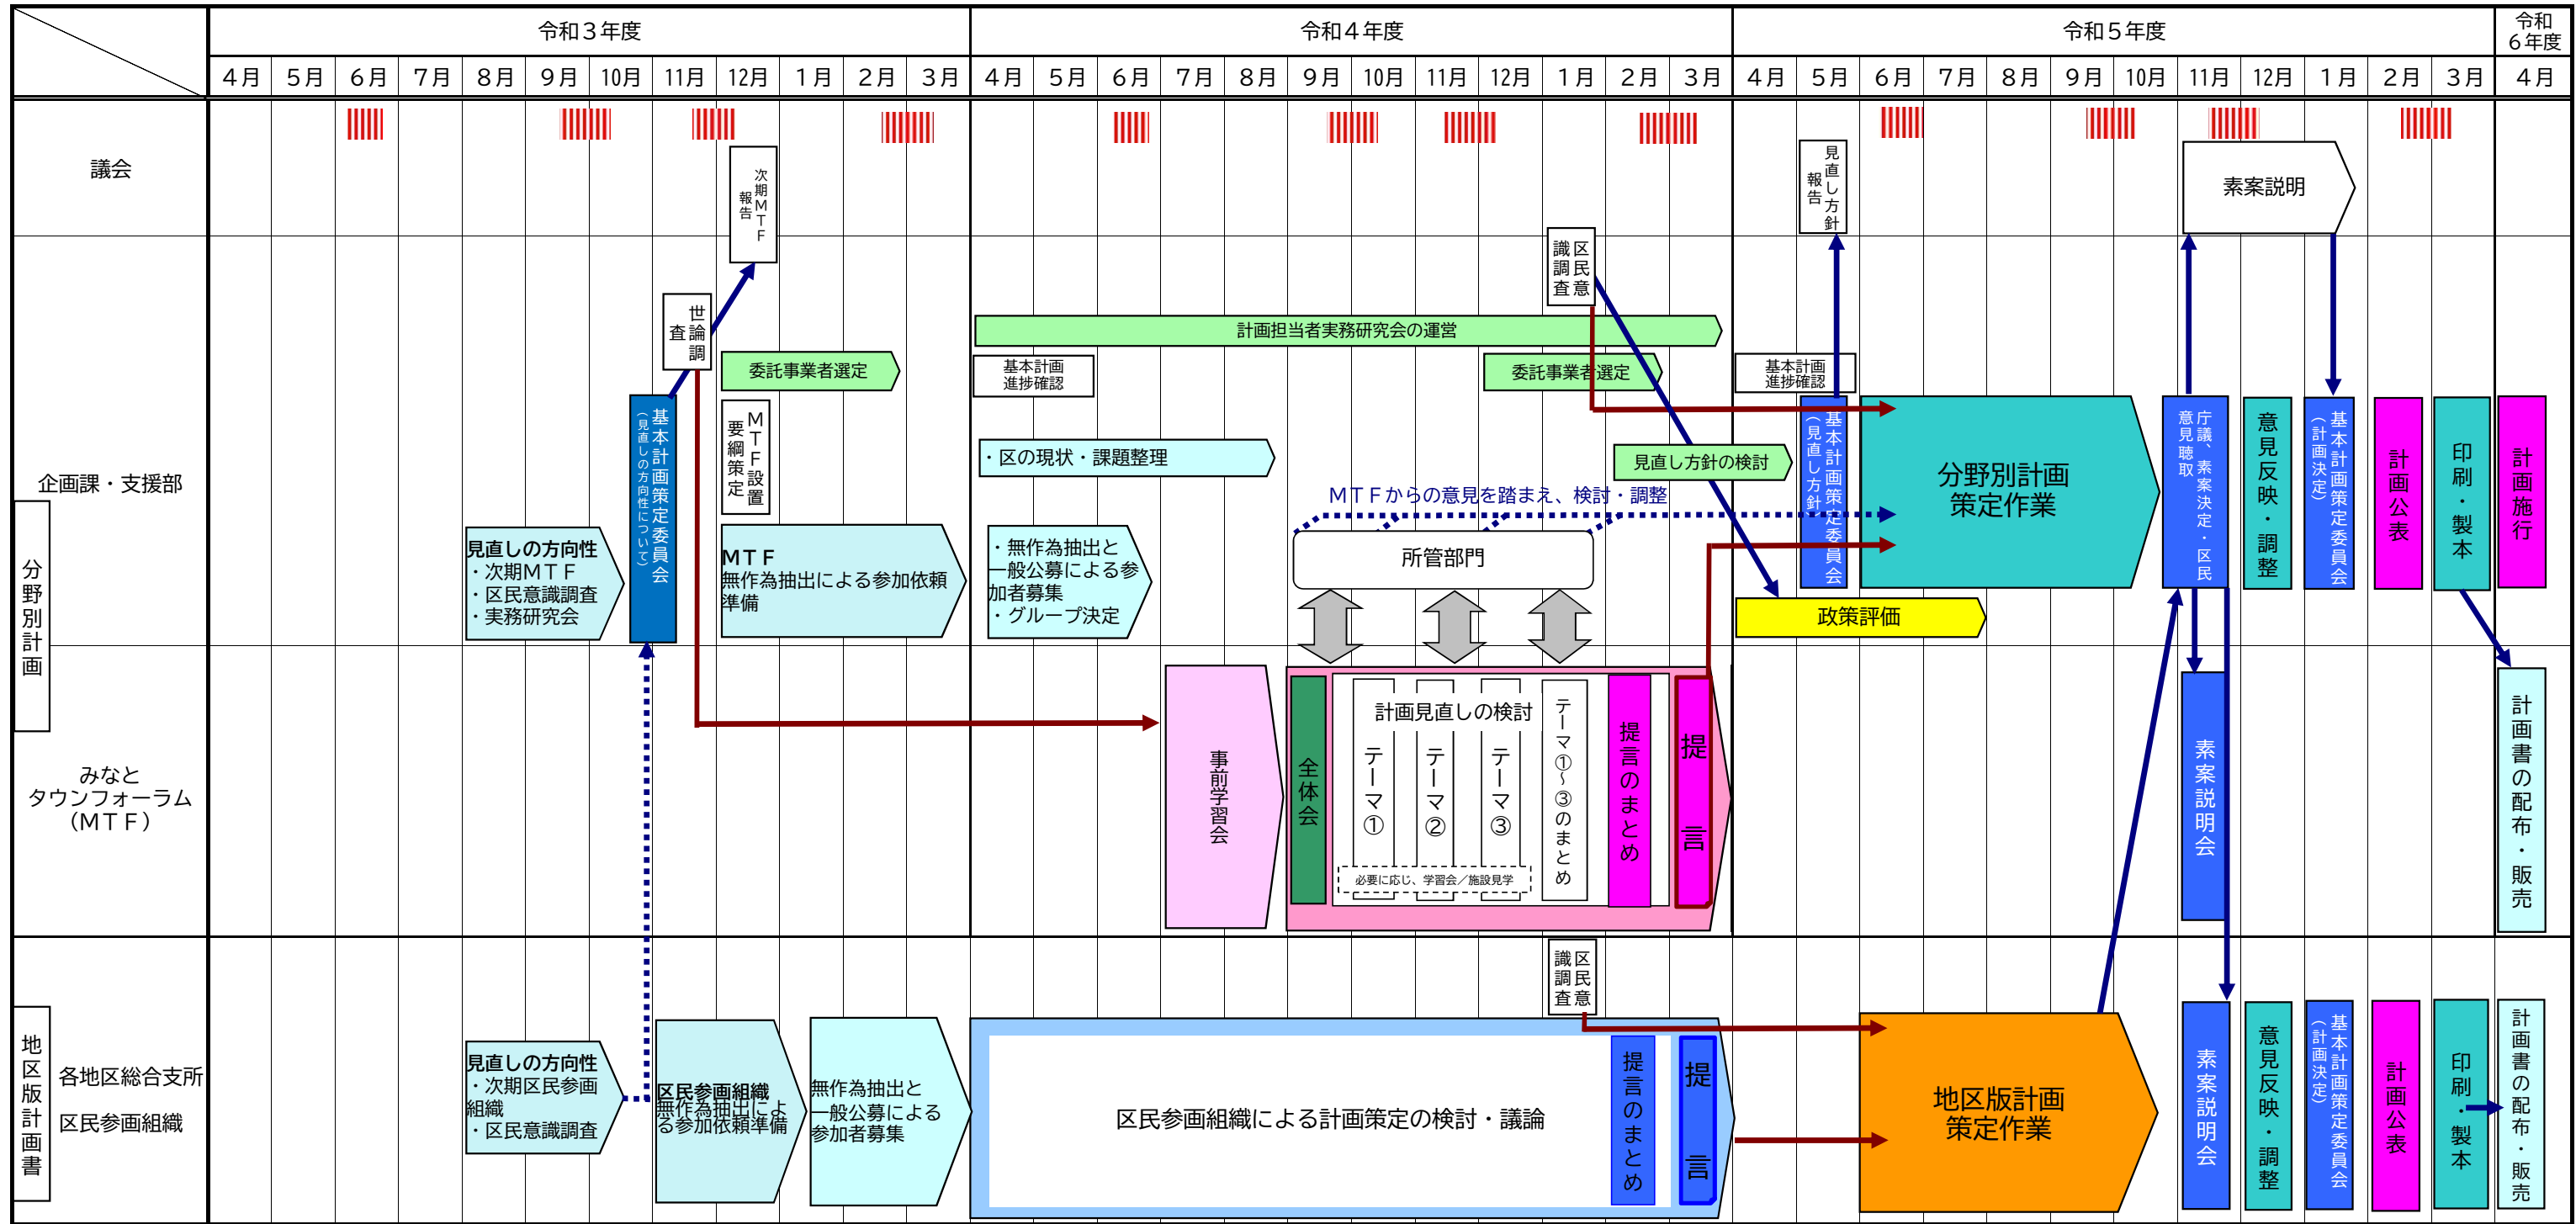 令和３年度
令和４年度
令和５年度
令和
６年度
４月
５月
６月
７月
８月
９月
10月
11月
12月
１月
２月
３月
４月
５月
６月
７月
８月
９月
10月
11月
12月
１月
２月
３月
４月
５月
６月
７月
８月
９月
10月
11月
12月
１月
２月
３月
４月
議会
次期ＭＴＦ
報告
見直し方針
報告
素案説明
企画課・支援部
分野別計画
世論調
査
区民意
識調査
計画担当者実務研究会の運営
委託事業者選定
基本計画
進捗確認
委託事業者選定
基本計画
進捗確認
基本計画策定委員会
（見直しの方向性について）
ＭＴＦ設置
要綱策定
・区の現状・課題整理
見直し方針の検討
ＭＴＦからの意見を踏まえ、検討・調整
見直しの方向性
・次期ＭＴＦ
・区民意識調査
・実務研究会
ＭＴＦ
無作為抽出による参加依頼
準備
・無作為抽出と
一般公募による参
加者募集
・グループ決定
所管部門
基本計画策定委員会
（見直し方針）
分野別計画
策定作業
政策評価
庁議、素案決定・区民
意見聴取
意見反映・調整
基本計画策定委員会
（計画決定）
計画公表
印刷・製本
計画施行
みなと
タウンフォーラム
（ＭＴＦ）
事前学習会
全体会
計画見直しの検討
テーマ①
テーマ②
テーマ③
テーマ①～③のまとめ
必要に応じ、学習会／施設見学
提言のまとめ
提言
素案説明会
計画書の配布・販売
地区版計画書
各地区総合支所
区民参画組織
見直しの方向性
・次期区民参画
組織
・区民意識調査
区民参画組織
無作為抽出によ
る参加依頼準備
無作為抽出と
一般公募による
参加者募集
区民参画組織による計画策定の検討・議論
区民意
識調査
提言のまとめ
提言
地区版計画
策定作業
素案説明会
意見反映・調整
基本計画策定委員会
（計画決定）
計画公表
印刷・製本
計画書の配布・販売